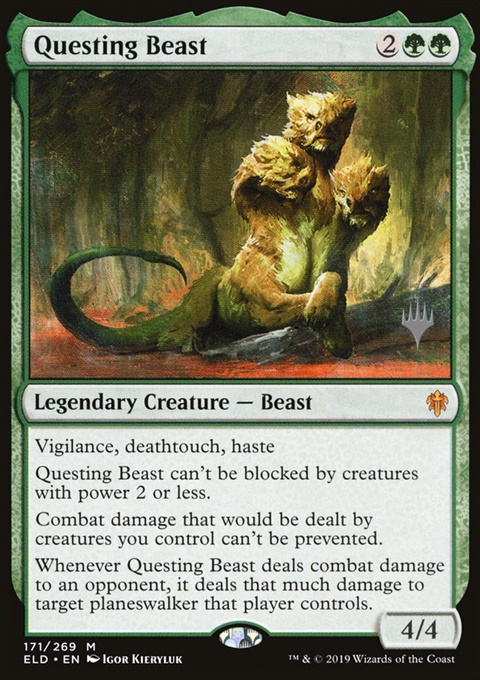 Questing Beast 2
Legendary Creature — Beast
Vigilance, deathtouch, haste
Questing Beast can't be blocked by creatures
with power 2 or less.
Combat damage that would be dealt by
creatures you control can't be prevented.
Whenever Questing Beast deals combat damage
to an opponent, it deals that much damage to
target planeswalker that player controls.
4/4
171/269 M
ELD • EN Igor Kieryluk ™ & © 2019 Wizards of the Coast